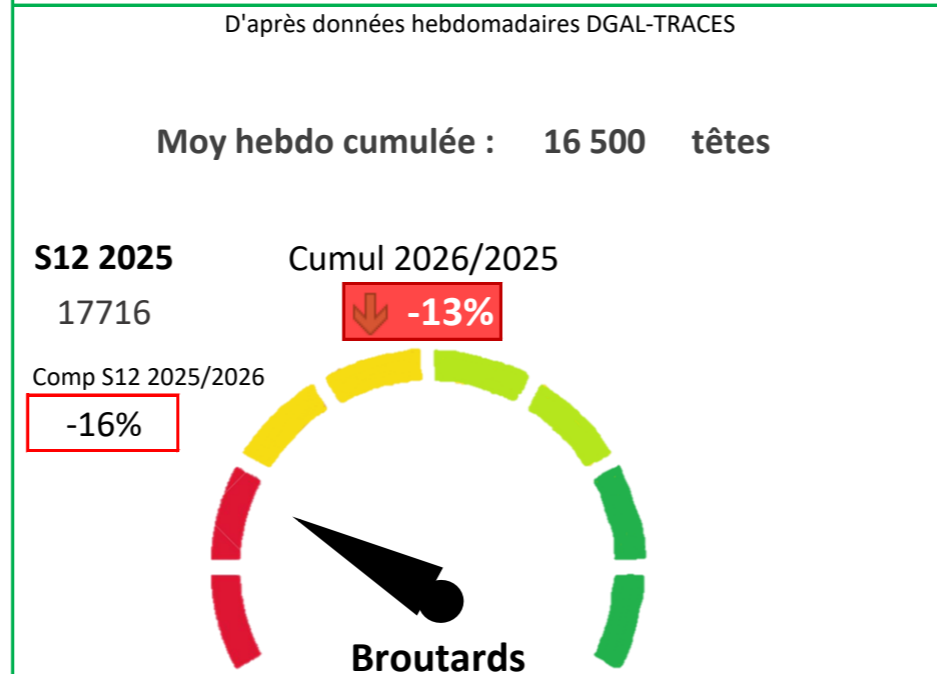 D'après données hebdomadaires DGAL-TRACES
Moy hebdo cumulée : 16 500 têtes
S12 2025
Cumul 2026/2025
17716
-13%
Comp S12 2025/2026
-16%
Broutards